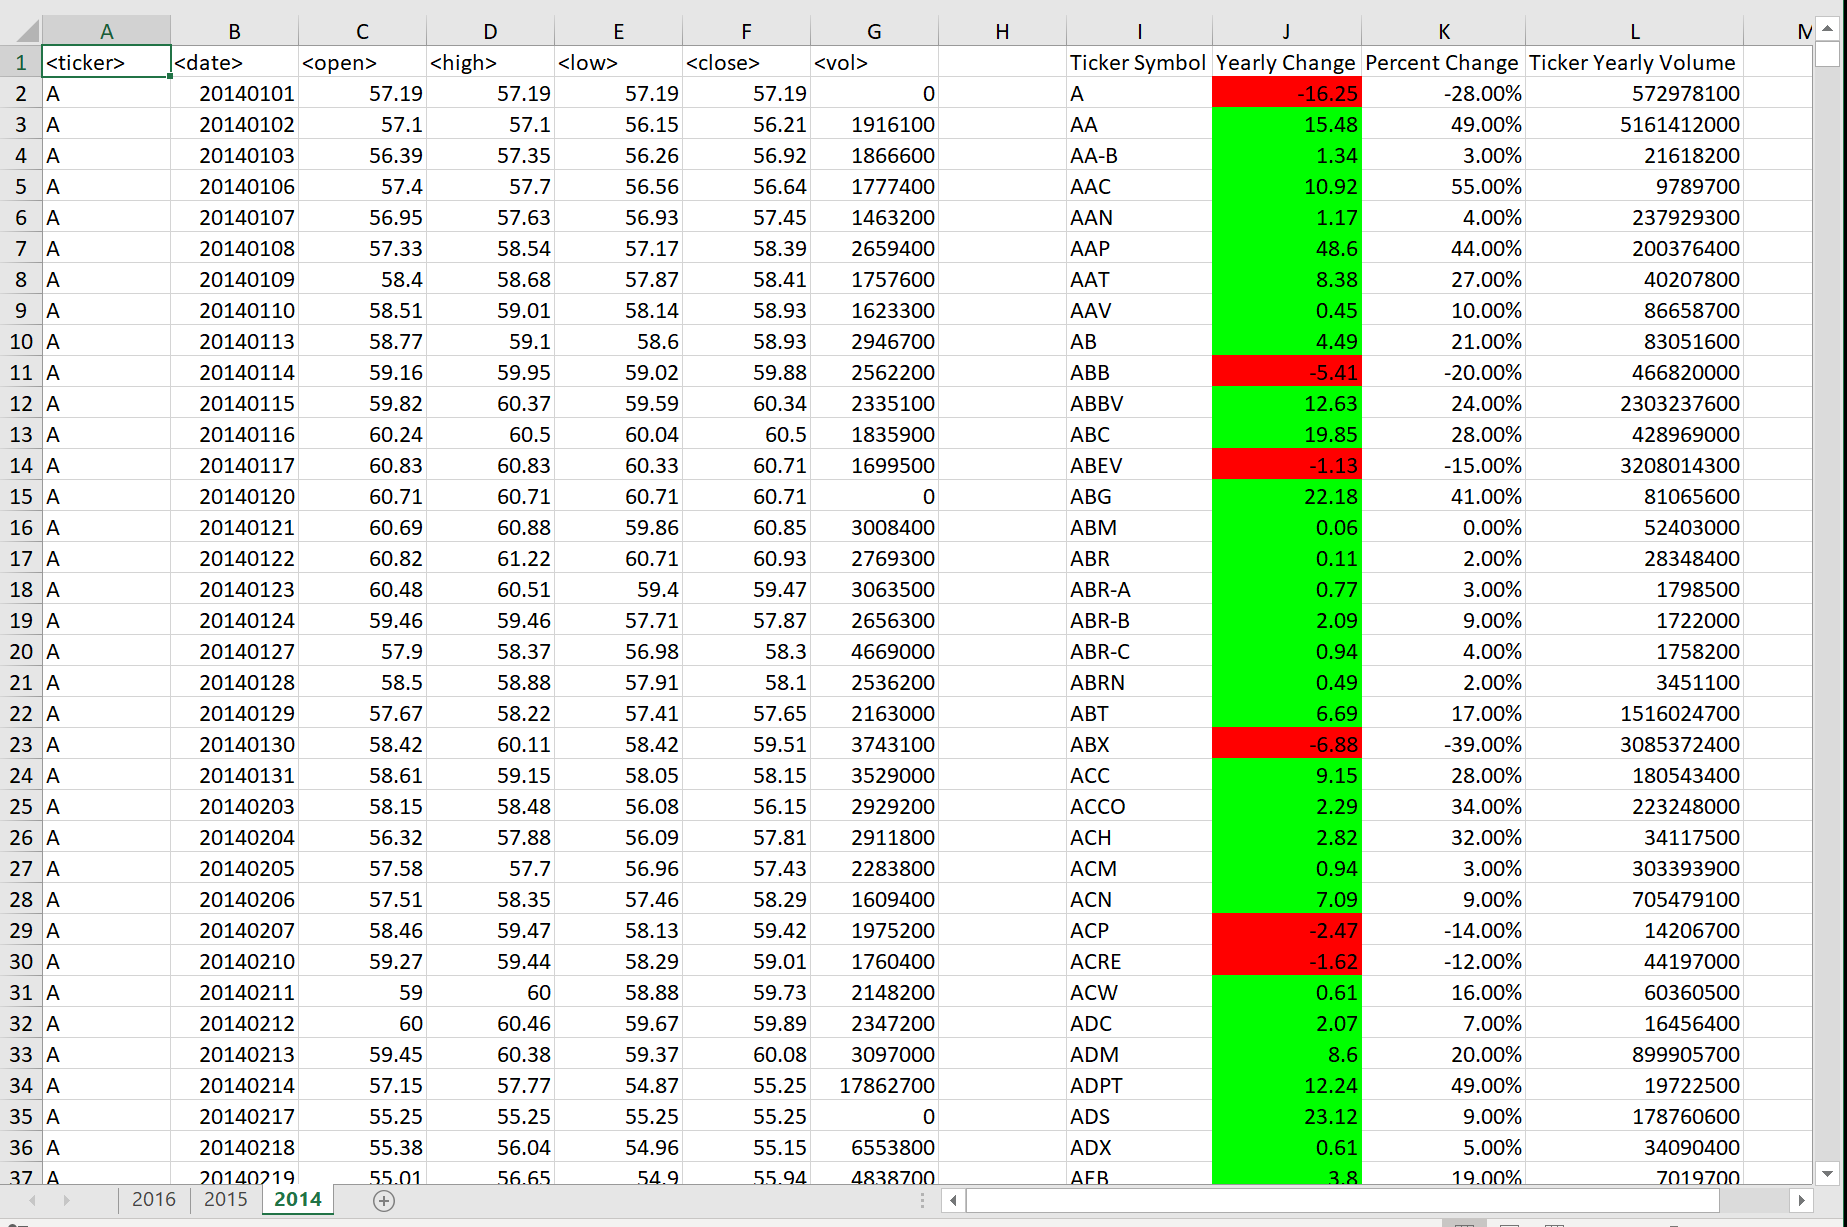 A B C D E F G H I J K L M
1 <ticker> <date> <open> <high> <low> <close> <vol> Ticker Symbol Yearly Change Percent Change Ticker Yearly Volume
2 A 20140101 57.19 57.19 57.19 57.19 0 A -16.25 -28.00% 572978100
3 A 20140102 57.1 57.1 56.15 56.21 1916100 AA 15.48 49.00% 5161412000
4 A 20140103 56.39 57.35 56.26 56.92 1866600 AA-B 1.34 3.00% 21618200
5 A 20140106 57.4 57.7 56.56 56.64 1777400 AAC 10.92 55.00% 9789700
6 A 20140107 56.95 57.63 56.93 57.45 1463200 AAN 1.17 4.00% 237929300
7 A 20140108 57.33 58.54 57.17 58.39 2659400 AAP 48.6 44.00% 200376400
8 A 20140109 58.4 58.68 57.87 58.41 1757600 AAT 8.38 27.00% 40207800
9 A 20140110 58.51 59.01 58.14 58.93 1623300 AAV 0.45 10.00% 86658700
10 A 20140113 58.77 59.1 58.6 58.93 2946700 AB 4.49 21.00% 83051600
11 A 20140114 59.16 59.95 59.02 59.88 2562200 ABB -5.41 -20.00% 466820000
12 A 20140115 59.82 60.37 59.59 60.34 2335100 ABBV 12.63 24.00% 2303237600
13 A 20140116 60.24 60.5 60.04 60.5 1835900 ABC 19.85 28.00% 428969000
14 A 20140117 60.83 60.83 60.33 60.71 1699500 ABEV -1.13 -15.00% 3208014300
15 A 20140120 60.71 60.71 60.71 60.71 0 ABG 22.18 41.00% 81065600
16 A 20140121 60.69 60.88 59.86 60.85 3008400 ABM 0.06 0.00% 52403000
17 A 20140122 60.82 61.22 60.71 60.93 2769300 ABR 0.11 2.00% 28348400
18 A 20140123 60.48 60.51 59.4 59.47 3063500 ABR-A 0.77 3.00% 1798500
19 A 20140124 59.46 59.46 57.71 57.87 2656300 ABR-B 2.09 9.00% 1722000
20 A 20140127 57.9 58.37 56.98 58.3 4669000 ABR-C 0.94 4.00% 1758200
21 A 20140128 58.5 58.88 57.91 58.1 2536200 ABRN 0.49 2.00% 3451100
22 A 20140129 57.67 58.22 57.41 57.65 2163000 ABT 6.69 17.00% 1516024700
23 A 20140130 58.42 60.11 58.42 59.51 3743100 ABX -6.88 -39.00% 3085372400
24 A 20140131 58.61 59.15 58.05 58.15 3529000 ACC 9.15 28.00% 180543400
25 A 20140203 58.15 58.48 56.08 56.15 2929200 ACCO 2.29 34.00% 223248000
26 A 20140204 56.32 57.88 56.09 57.81 2911800 ACH 2.82 32.00% 34117500
27 A 20140205 57.58 57.7 56.96 57.43 2283800 ACM 0.94 3.00% 303393900
28 A 20140206 57.51 58.35 57.46 58.29 1609400 ACN 7.09 9.00% 705479100
29 A 20140207 58.46 59.47 58.13 59.42 1975200 ACP -2.47 -14.00% 14206700
30 A 20140210 59.27 59.44 58.29 59.01 1760400 ACRE -1.62 -12.00% 44197000
31 A 20140211 59 60 58.88 59.73 2148200 ACW 0.61 16.00% 60360500
32 A 20140212 60 60.46 59.67 59.89 2347200 ADC 2.07 7.00% 16456400
33 A 20140213 59.45 60.38 59.37 60.08 3097000 ADM 8.6 20.00% 899905700
34 A 20140214 57.15 57.77 54.87 55.25 17862700 ADPT 12.24 49.00% 19722500
35 A 20140217 55.25 55.25 55.25 55.25 0 ADS 23.12 9.00% 178760600
36 A 20140218 55.38 56.04 54.96 55.15 6553800 ADX 0.61 5.00% 34090400
37 A 20140219 55.01 56.65 54.9 55.94 4838700 AEB 3.8 19.00% 7019700
2016 2015 2014